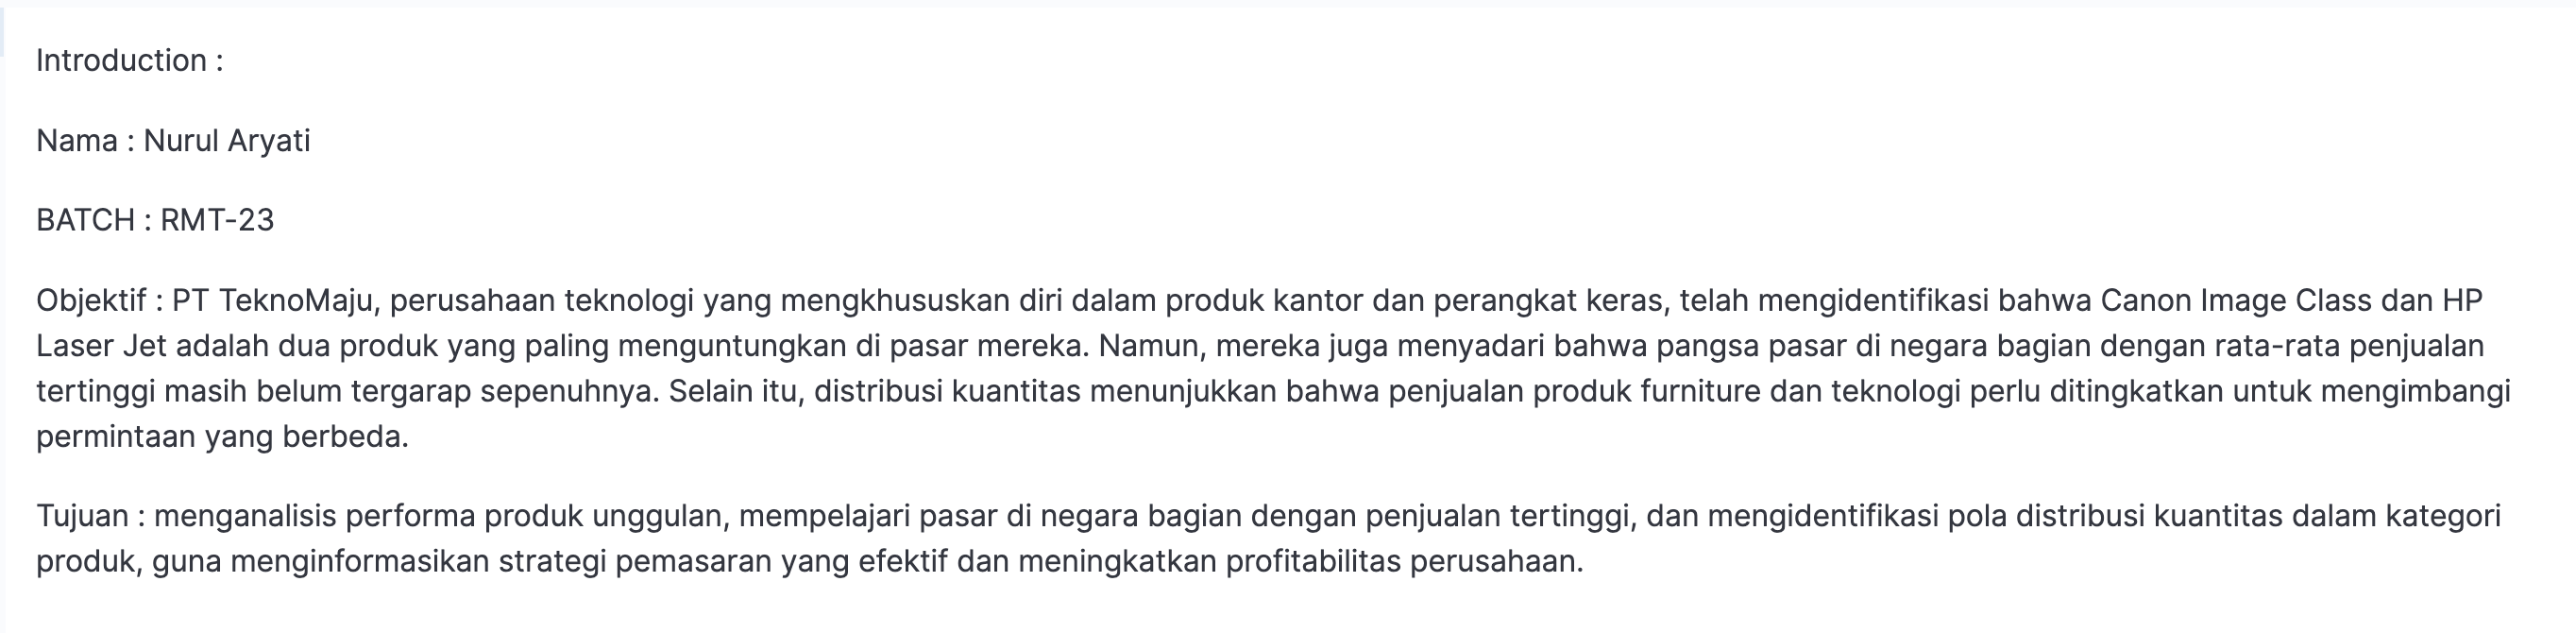 Introduction :
Nama : Nurul Aryati
BATCH : RMT-23
Objektif : PT TeknoMaju, perusahaan teknologi yang mengkhususkan diri dalam produk kantor dan perangkat keras, telah mengidentifikasi bahwa Canon Image Class dan HP
Laser Jet adalah dua produk yang paling menguntungkan di pasar mereka. Namun, mereka juga menyadari bahwa pangsa pasar di negara bagian dengan rata-rata penjualan
tertinggi masih belum tergarap sepenuhnya. Selain itu, distribusi kuantitas menunjukkan bahwa penjualan produk furniture dan teknologi perlu ditingkatkan untuk mengimbangi
permintaan yang berbeda.
Tujuan : menganalisis performa produk unggulan, mempelajari pasar di negara bagian dengan penjualan tertinggi, dan mengidentifikasi pola distribusi kuantitas dalam kategori
produk, guna menginformasikan strategi pemasaran yang efektif dan meningkatkan profitabilitas perusahaan.